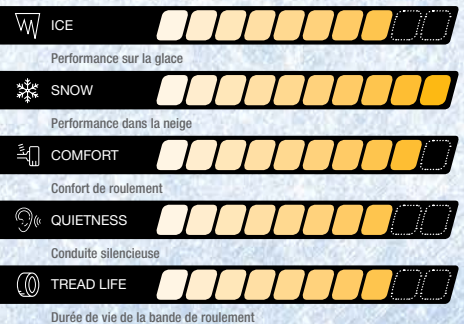 ICE
Performance sur la glace
SNOW
Performance dans la neige
COMFORT
Confort de roulement
QUIETNESS
Conduite silencieuse
TREAD LIFE
Durée de vie de la bande de roulement